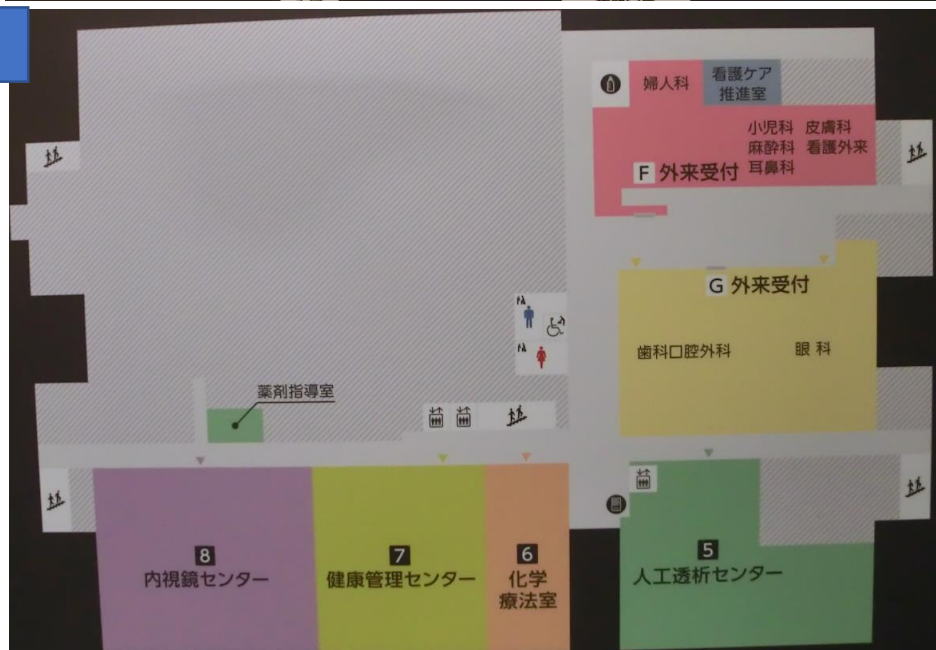 婦人科
看護ケア
推進室
小児科 皮膚科
麻酔科 看護外来
耳鼻科
F 外来受付
G 外来受付
歯科口腔外科
眼科
薬剤指導室
8
内視鏡センター
7
健康管理センター
6
化学
療法室
5
人工透析センター